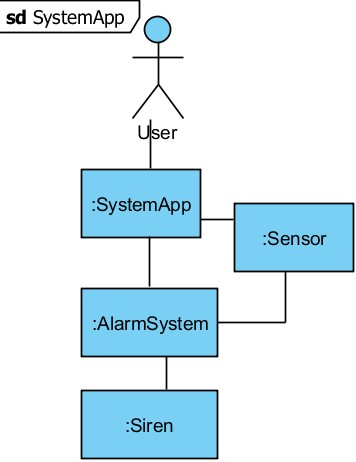 sd SystemApp
User
:SystemApp
:Sensor
:AlarmSystem
:Siren